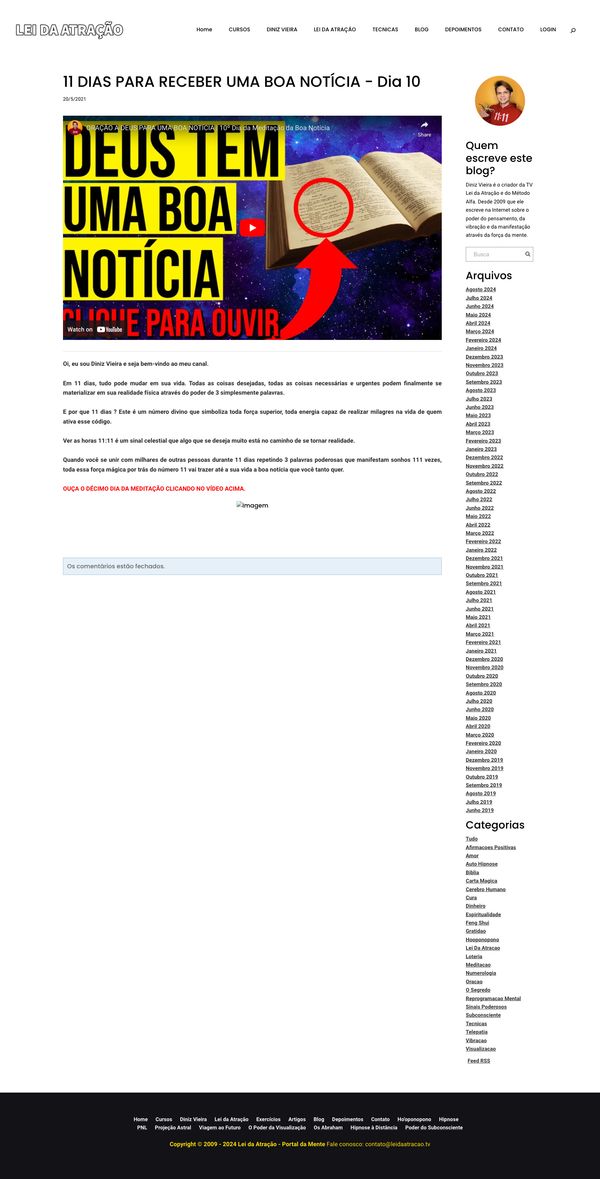 LEI DA ATRAÇÃO
Home CURSOS DINIZ VIEIRA LEI DA ATRAÇÃO TECNICAS BLOG DEPOIMENTOS CONTATO LOGIN
11 DIAS PARA RECEBER UMA BOA NOTÍCIA - Dia 10
20/5/2021
ORAÇÃO A DEUS PARA UMA BOA NOTÍCIA | 10º Dia da Meditação da Boa Notícia
Share
DEUS TEM
UMA BOA
NOTÍCIA
CLIQUE PARA OUVIR
Watch on YouTube
Oi, eu sou Diniz Vieira e seja bem-vindo ao meu canal.
Em 11 dias, tudo pode mudar em sua vida. Todas as coisas desejadas, todas as coisas necessárias e urgentes podem finalmente se
materializar em sua realidade física através do poder de 3 simplesmente palavras.
E por que 11 dias ? Este é um número divino que simboliza toda força superior, toda energia capaz de realizar milagres na vida de quem
ativa esse código.
Ver as horas 11:11 é um sinal celestial que algo que se deseja muito está no caminho de se tornar realidade.
Quando você se unir com milhares de outras pessoas durante 11 dias repetindo 3 palavras poderosas que manifestam sonhos 111 vezes,
toda essa força mágica por trás do número 11 vai trazer até a sua vida a boa notícia que você tanto quer.
OUÇA O DÉCIMO DIA DA MEDITAÇÃO CLICANDO NO VÍDEO ACIMA.
Imagem
Os comentários estão fechados.
11:11
Quem
escreve este
blog?
Diniz Vieira é o criador da TV
Lei da Atração e do Método
Alfa. Desde 2009 que ele
escreve na Internet sobre o
poder do pensamento, da
vibração e da manifestação
através da força da mente.
Busca
Arquivos
Agosto 2024
Julho 2024
Junho 2024
Maio 2024
Abril 2024
Março 2024
Fevereiro 2024
Janeiro 2024
Dezembro 2023
Novembro 2023
Outubro 2023
Setembro 2023
Agosto 2023
Julho 2023
Junho 2023
Maio 2023
Abril 2023
Março 2023
Fevereiro 2023
Janeiro 2023
Dezembro 2022
Novembro 2022
Outubro 2022
Setembro 2022
Agosto 2022
Julho 2022
Junho 2022
Maio 2022
Abril 2022
Março 2022
Fevereiro 2022
Janeiro 2022
Dezembro 2021
Novembro 2021
Outubro 2021
Setembro 2021
Agosto 2021
Julho 2021
Junho 2021
Maio 2021
Abril 2021
Março 2021
Fevereiro 2021
Janeiro 2021
Dezembro 2020
Novembro 2020
Outubro 2020
Setembro 2020
Agosto 2020
Julho 2020
Junho 2020
Maio 2020
Abril 2020
Março 2020
Fevereiro 2020
Janeiro 2020
Dezembro 2019
Novembro 2019
Outubro 2019
Setembro 2019
Agosto 2019
Julho 2019
Junho 2019
Categorias
Tudo
Afirmacoes Positivas
Amor
Auto Hipnose
Bíblia
Carta Magica
Cerebro Humano
Cura
Dinheiro
Espiritualidade
Feng Shui
Gratidao
Hooponopono
Lei Da Atracao
Loteria
Meditacao
Numerologia
Oracao
O Segredo
Reprogramacao Mental
Sinais Poderosos
Subconsciente
Tecnicas
Telepatia
Vibracao
Visualizacao
Feed RSS
Home Cursos Diniz Vieira Lei da Atração Exercícios Artigos Blog Depoimentos Contato Ho'oponopono Hipnose
PNL Projeção Astral Viagem ao Futuro O Poder da Visualização Os Abraham Hipnose à Distância Poder do Subconsciente
Copyright © 2009 - 2024 Lei da Atração - Portal da Mente Fale conosco: contato@leidaatracao.tv